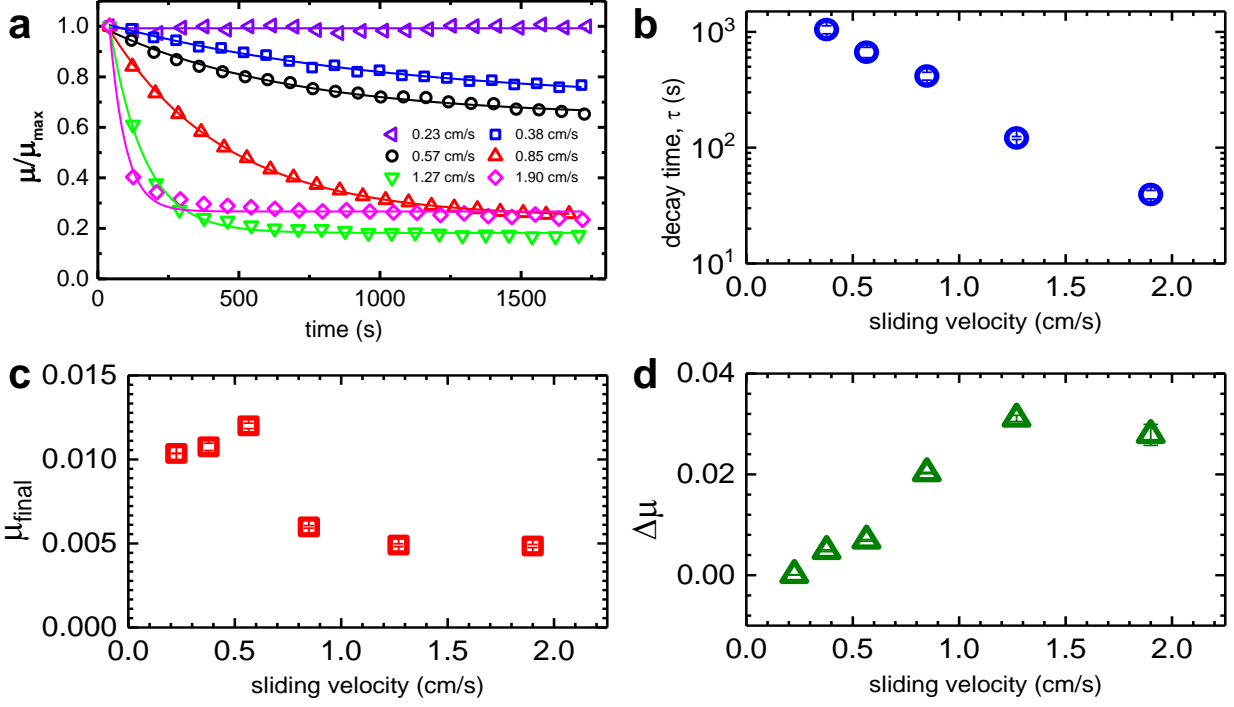 a
μ/μmax
1.0
0.8
0.6
0.4
0.2
0.0
0.23 cm/s 0.38 cm/s
0.57 cm/s 0.85 cm/s
1.27 cm/s 1.90 cm/s
0 500 1000 1500
time (s)
b
decay time, τ (s)
10³
10²
10¹
0.0 0.5 1.0 1.5 2.0
sliding velocity (cm/s)
c
μfinal
0.015
0.010
0.005
0.000
0.0 0.5 1.0 1.5 2.0
sliding velocity (cm/s)
d
Δμ
0.04
0.02
0.00
0.0 0.5 1.0 1.5 2.0
sliding velocity (cm/s)